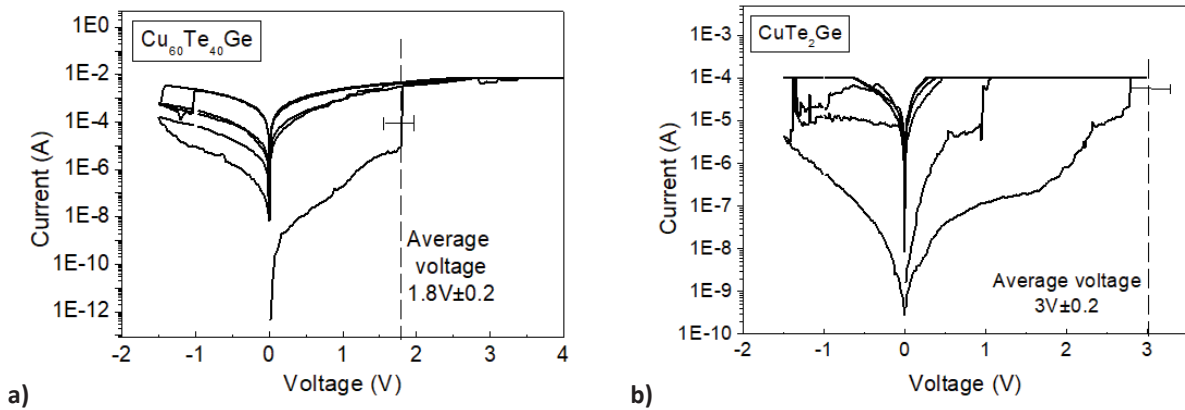 Cu60Te40Ge
1E0
1E-2
1E-4
1E-6
1E-8
1E-10
1E-12
Current (A)
Average
voltage
1.8V±0.2
-2
-1
0
1
2
3
4
Voltage (V)
a)
CuTe2Ge
1E-3
1E-4
1E-5
1E-6
1E-7
1E-8
1E-9
1E-10
Current (A)
Average voltage
3V±0.2
-2
-1
0
1
2
3
Voltage (V)
b)